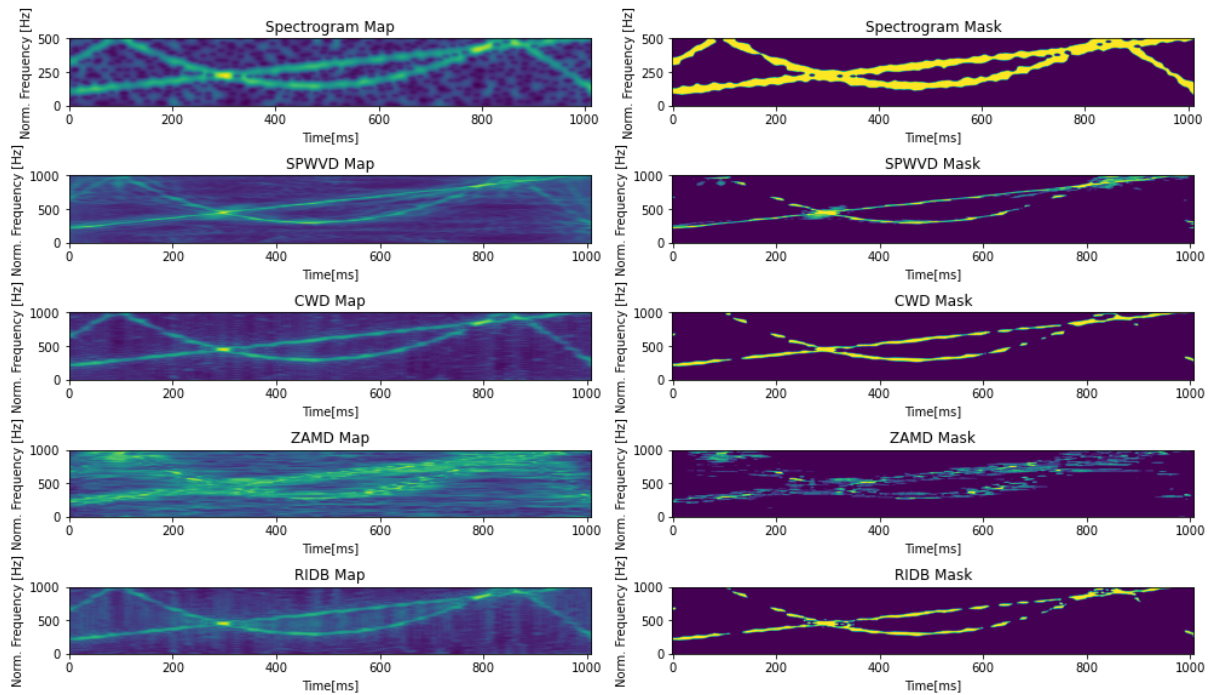 Spectrogram Map
Norm. Frequency [Hz]
500
250
0
0 200 400 600 800 1000
Time[ms]
Spectrogram Mask
Norm. Frequency [Hz]
500
250
0
0 200 400 600 800 1000
Time[ms]
SPWVD Map
Norm. Frequency [Hz]
1000
500
0
0 200 400 600 800 1000
Time[ms]
SPWVD Mask
Norm. Frequency [Hz]
1000
500
0
0 200 400 600 800 1000
Time[ms]
CWD Map
Norm. Frequency [Hz]
1000
500
0
0 200 400 600 800 1000
Time[ms]
CWD Mask
Norm. Frequency [Hz]
1000
500
0
0 200 400 600 800 1000
Time[ms]
ZAMD Map
Norm. Frequency [Hz]
1000
500
0
0 200 400 600 800 1000
Time[ms]
ZAMD Mask
Norm. Frequency [Hz]
1000
500
0
0 200 400 600 800 1000
Time[ms]
RIDB Map
Norm. Frequency [Hz]
1000
500
0
0 200 400 600 800 1000
Time[ms]
RIDB Mask
Norm. Frequency [Hz]
1000
500
0
0 200 400 600 800 1000
Time[ms]